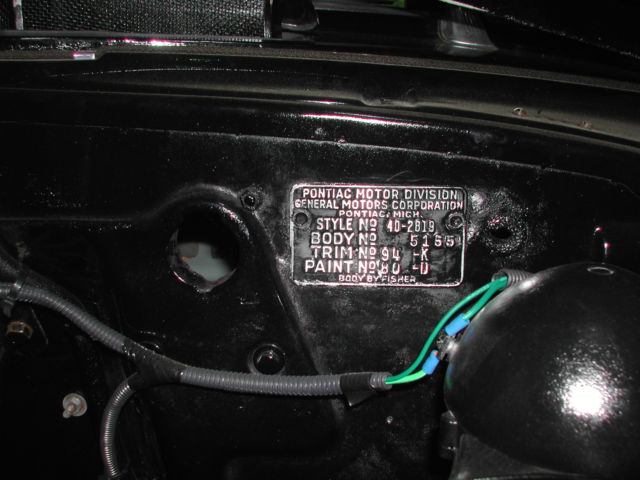 PONTIAC MOTOR DIVISION
GENERAL MOTORS CORPORATION
PONTIAC, MICH.
STYLE Nº 40-2819
BODY Nº 5155
TRIM Nº 94 -K
PAINT Nº 80 -D
BODY BY FISHER